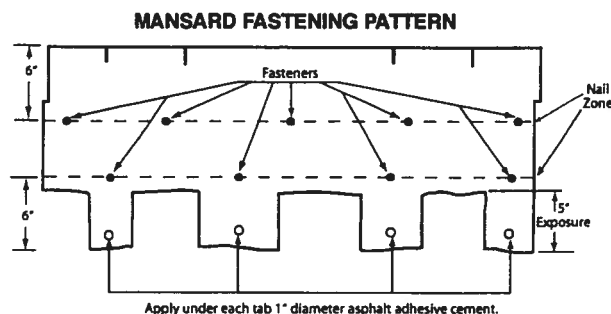 MANSARD FASTENING PATTERN
6"
Fasteners
Nail
Zone
6"
5"
Exposure
Apply under each tab 1" diameter asphalt adhesive cement.